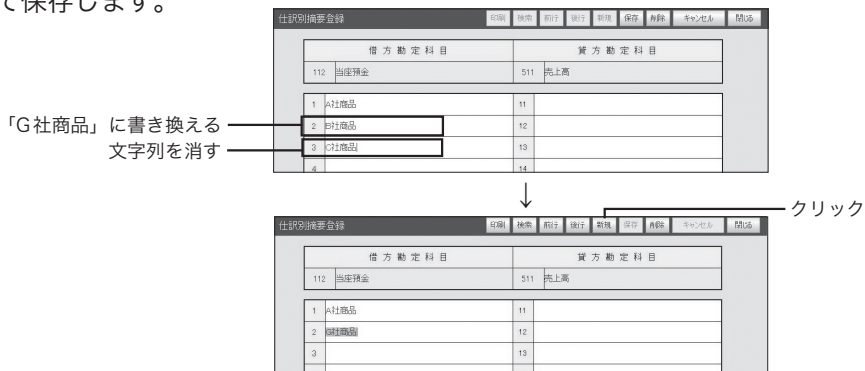 て保存します。
仕訳別摘要登録 印刷 検索 前行 後行 新規 保存 削除 キャンセル 閉じる
借方勘定科目 貸方勘定科目
112 当座預金 511 売上高
1 A社商品 11
「G社商品」に書き換える 2 B社商品 12
文字列を消す 3 C社商品 13
4 14
↓
クリック
仕訳別摘要登録 印刷 検索 前行 後行 新規 保存 削除 キャンセル 閉じる
借方勘定科目 貸方勘定科目
112 当座預金 511 売上高
1 A社商品 11
2 G社商品 12
3 13